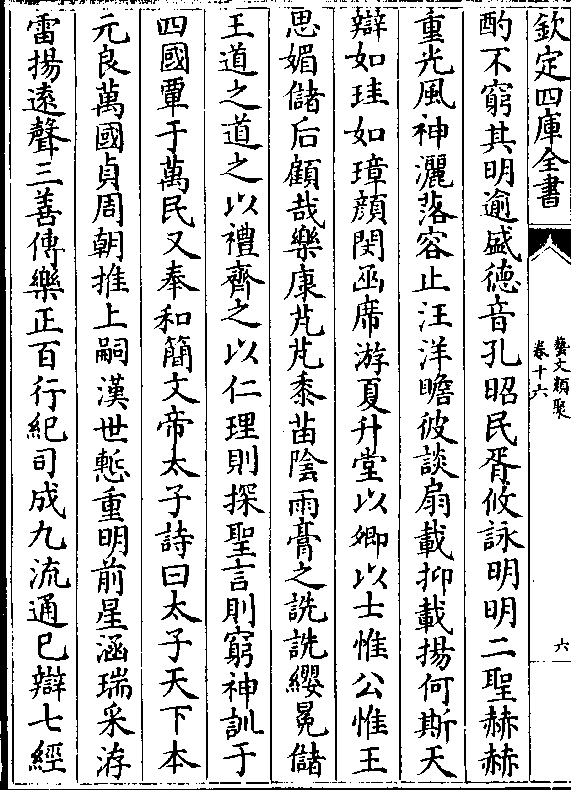 欽定四庫全書
藝文類聚
卷十六
六
酌不窮其明逾盛德音孔昭民胥攸詠明明二聖赫赫
重光風神灑落容止汪洋瞻彼談扇載抑載揚何斯天
辯如珪如璋顔閔函席游夏升堂以卿以士惟公惟王
思媚儲后顧哉樂康芃芃黍苗陰雨膏之詵詵纓冕儲
王道之道之以禮齊之以仁理則探聖言則窮神訓于
四國覃于萬民又奉和簡文帝太子詩曰太子天下本
元良萬國貞周朝推上嗣漢世慙重明前星涵瑞采洊
雷揚遠聲三善傳樂正百行紀司成九流通已辯七經